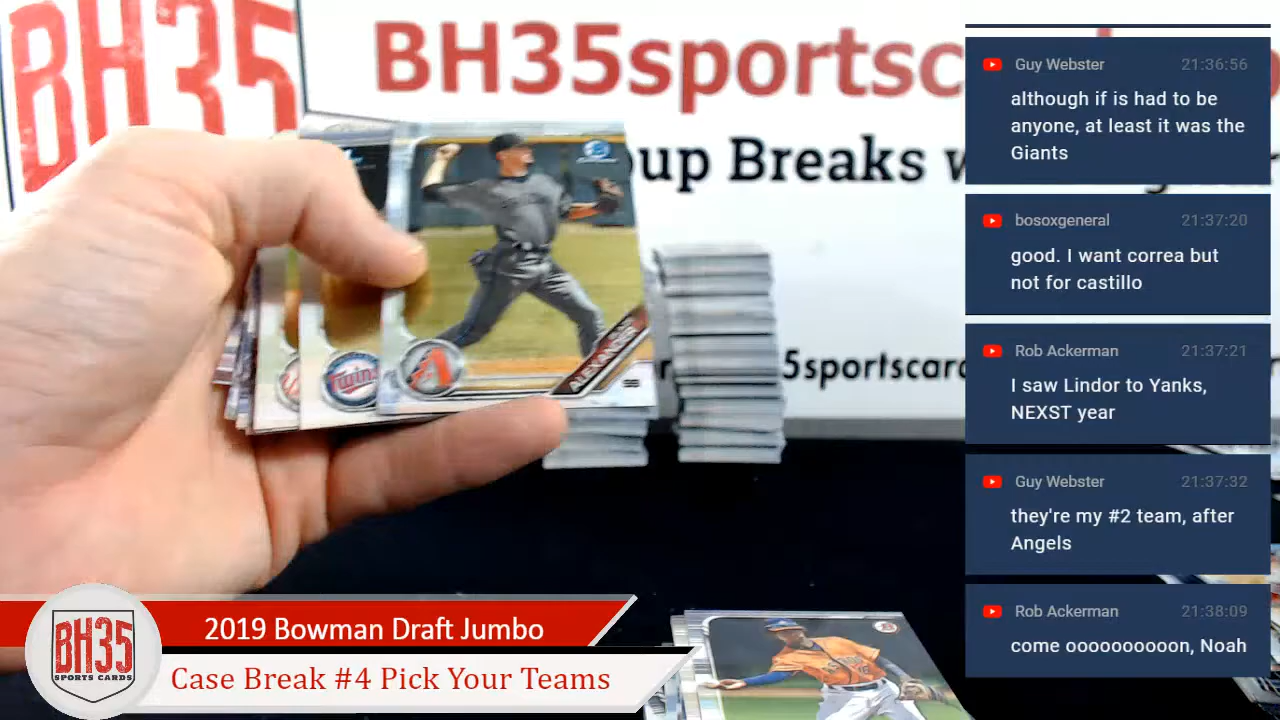 BH35
BH35sportsc
oup Breaks w
5sportscard
Twins
A
BH35
SPORTS CARDS
2019 Bowman Draft Jumbo
Case Break #4 Pick Your Teams
Guy Webster 21:36:56
although if is had to be
anyone, at least it was the
Giants
bosoxgeneral 21:37:20
good. I want correa but
not for castillo
Rob Ackerman 21:37:21
I saw Lindor to Yanks,
NEXST year
Guy Webster 21:37:32
they're my #2 team, after
Angels
Rob Ackerman 21:38:09
come oooooooooon, Noah